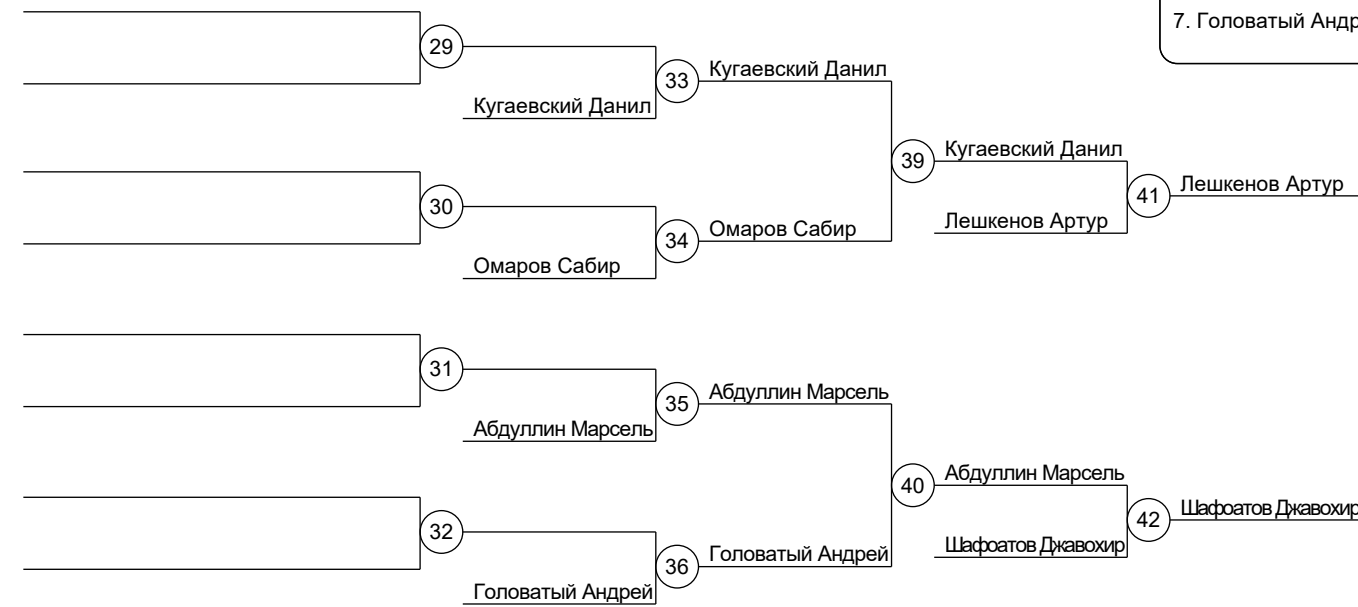 7. Головатый Андр
29
33
Кугаевский Данил
Кугаевский Данил
39
Кугаевский Данил
41
Лешкенов Артур
30
34
Омаров Сабир
Лешкенов Артур
Омаров Сабир
31
35
Абдуллин Марсель
Абдуллин Марсель
40
Абдуллин Марсель
42
Шафоатов Джавохир
32
36
Головатый Андрей
Шафоатов Джавохир
Головатый Андрей